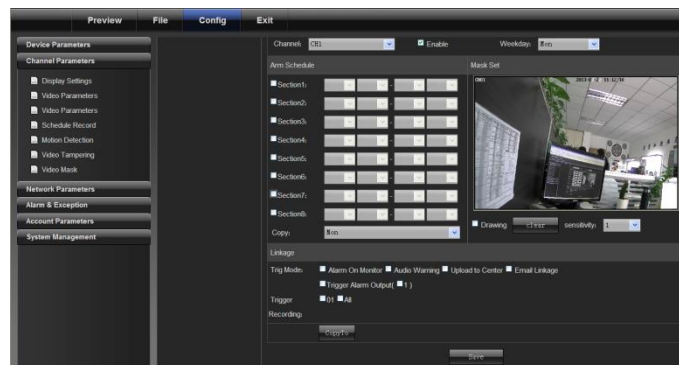 Preview File Config Exit
Device Parameters
Channel Parameters
Display Settings
Video Parameters
Video Parameters
Schedule Record
Motion Detection
Video Tampering
Video Mask
Network Parameters
Alarm & Exception
Account Parameters
System Management
Channel: CH1 Enable Weekday: Mon
Arm Schedule Mask Set
Section1:
Section2:
Section3:
Section4:
Section5:
Section6:
Section7:
Section8:
Copy: Mon
CH01
Drawing clear sensitivity: 1
Linkage
Trig Mode: Alarm On Monitor Audio Warning Upload to Center Email Linkage
Trigger Alarm Output( 1 )
Trigger 01 All
Recording:
CopyTo
Save